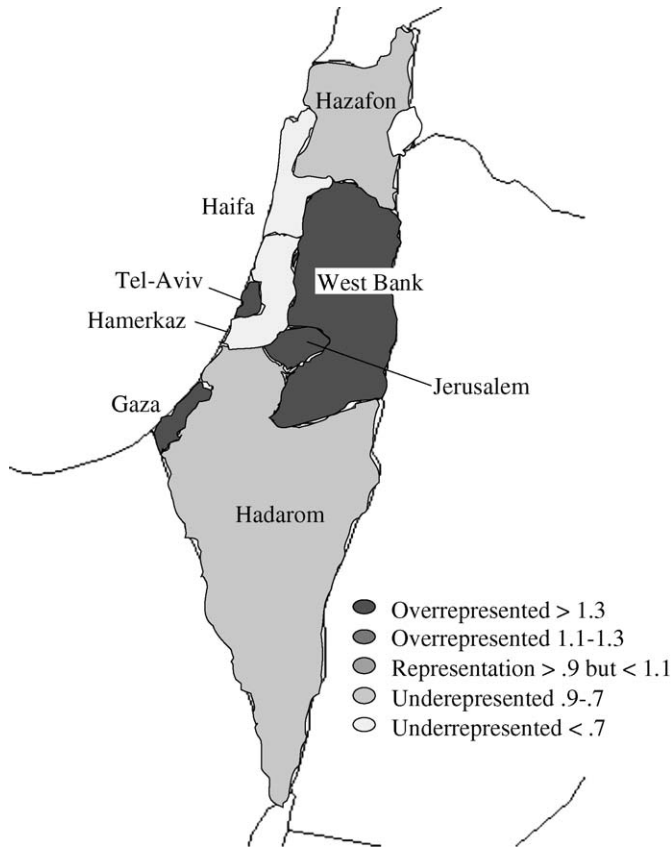 Hazafon
Haifa
Tel-Aviv
West Bank
Hamerkaz
Jerusalem
Gaza
Hadarom
Overrepresented > 1.3
Overrepresented 1.1-1.3
Representation > .9 but < 1.1
Underepresented .9-.7
Underrepresented < .7